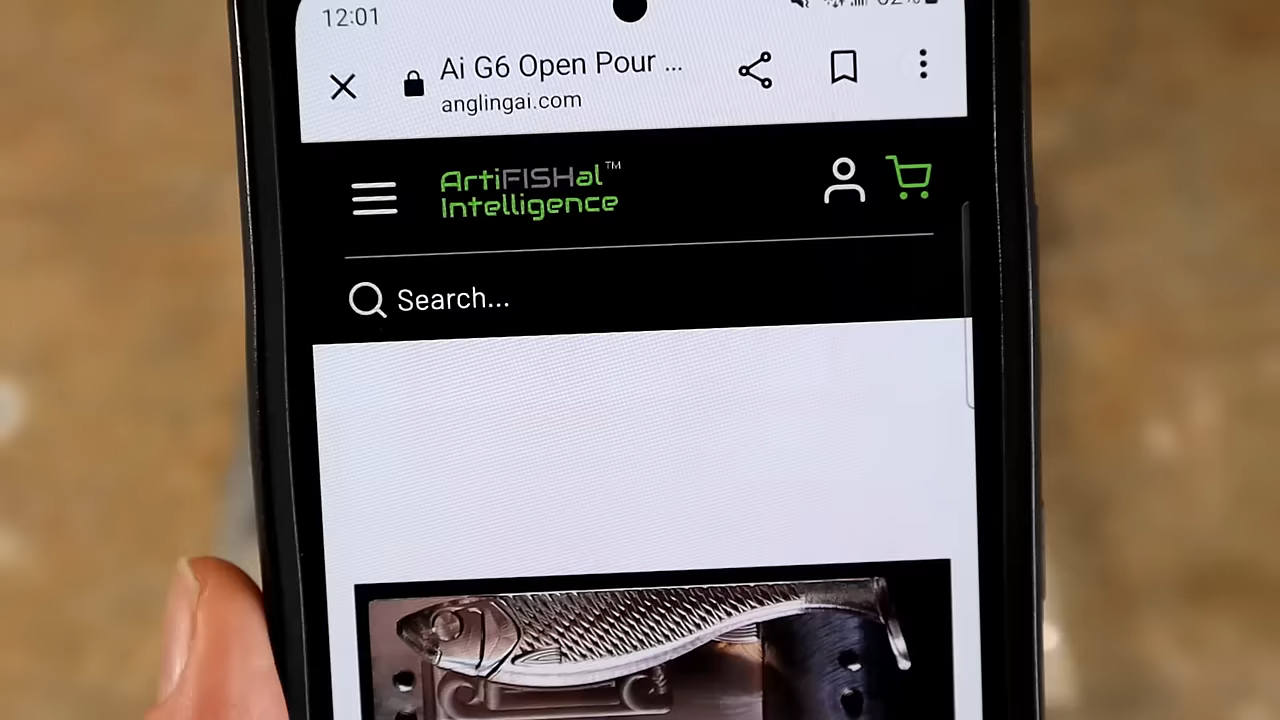 12:01
Ai G6 Open Pour ...
anglingai.com
ArtiFISHal™
Intelligence
Search...